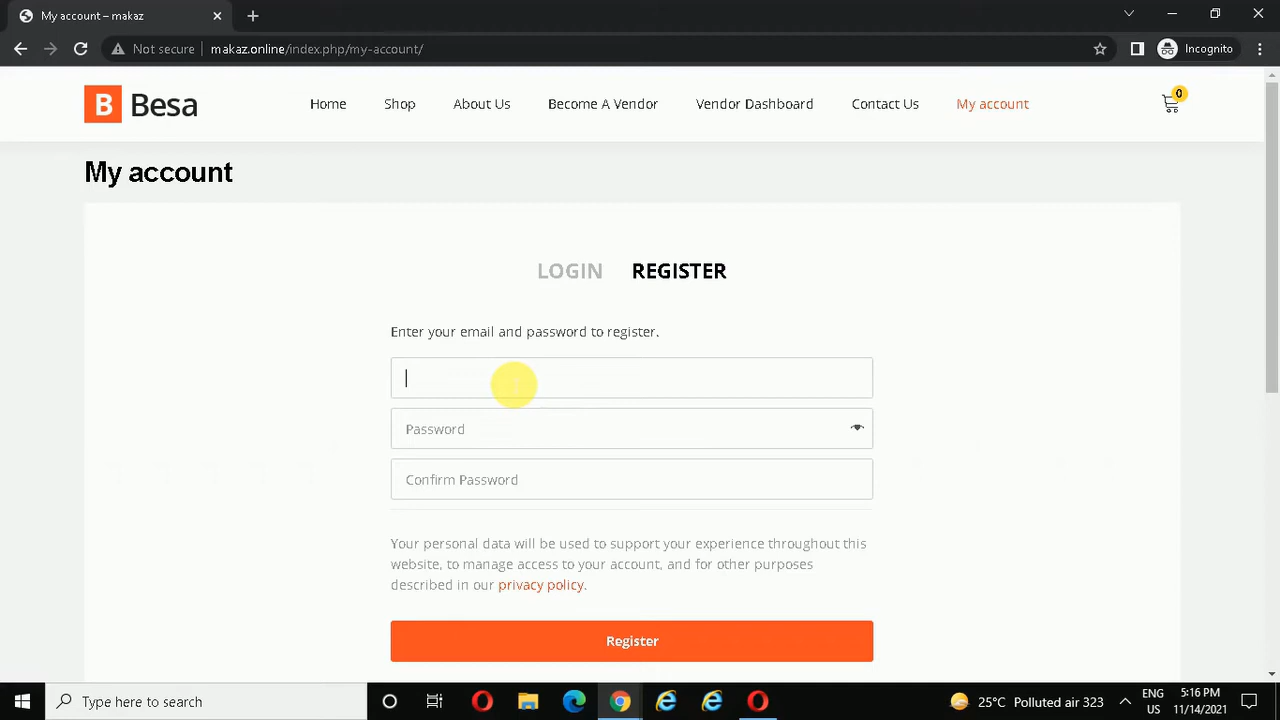 My account – makaz
Not secure makaz.online/index.php/my-account/ Incognito
B Besa Home Shop About Us Become A Vendor Vendor Dashboard Contact Us My account 0
My account
LOGIN REGISTER
Enter your email and password to register.
Password
Confirm Password
Your personal data will be used to support your experience throughout this
website, to manage access to your account, and for other purposes
described in our privacy policy.
Register
Type here to search 25°C Polluted air 323 ENG US 5:16 PM 11/14/2021